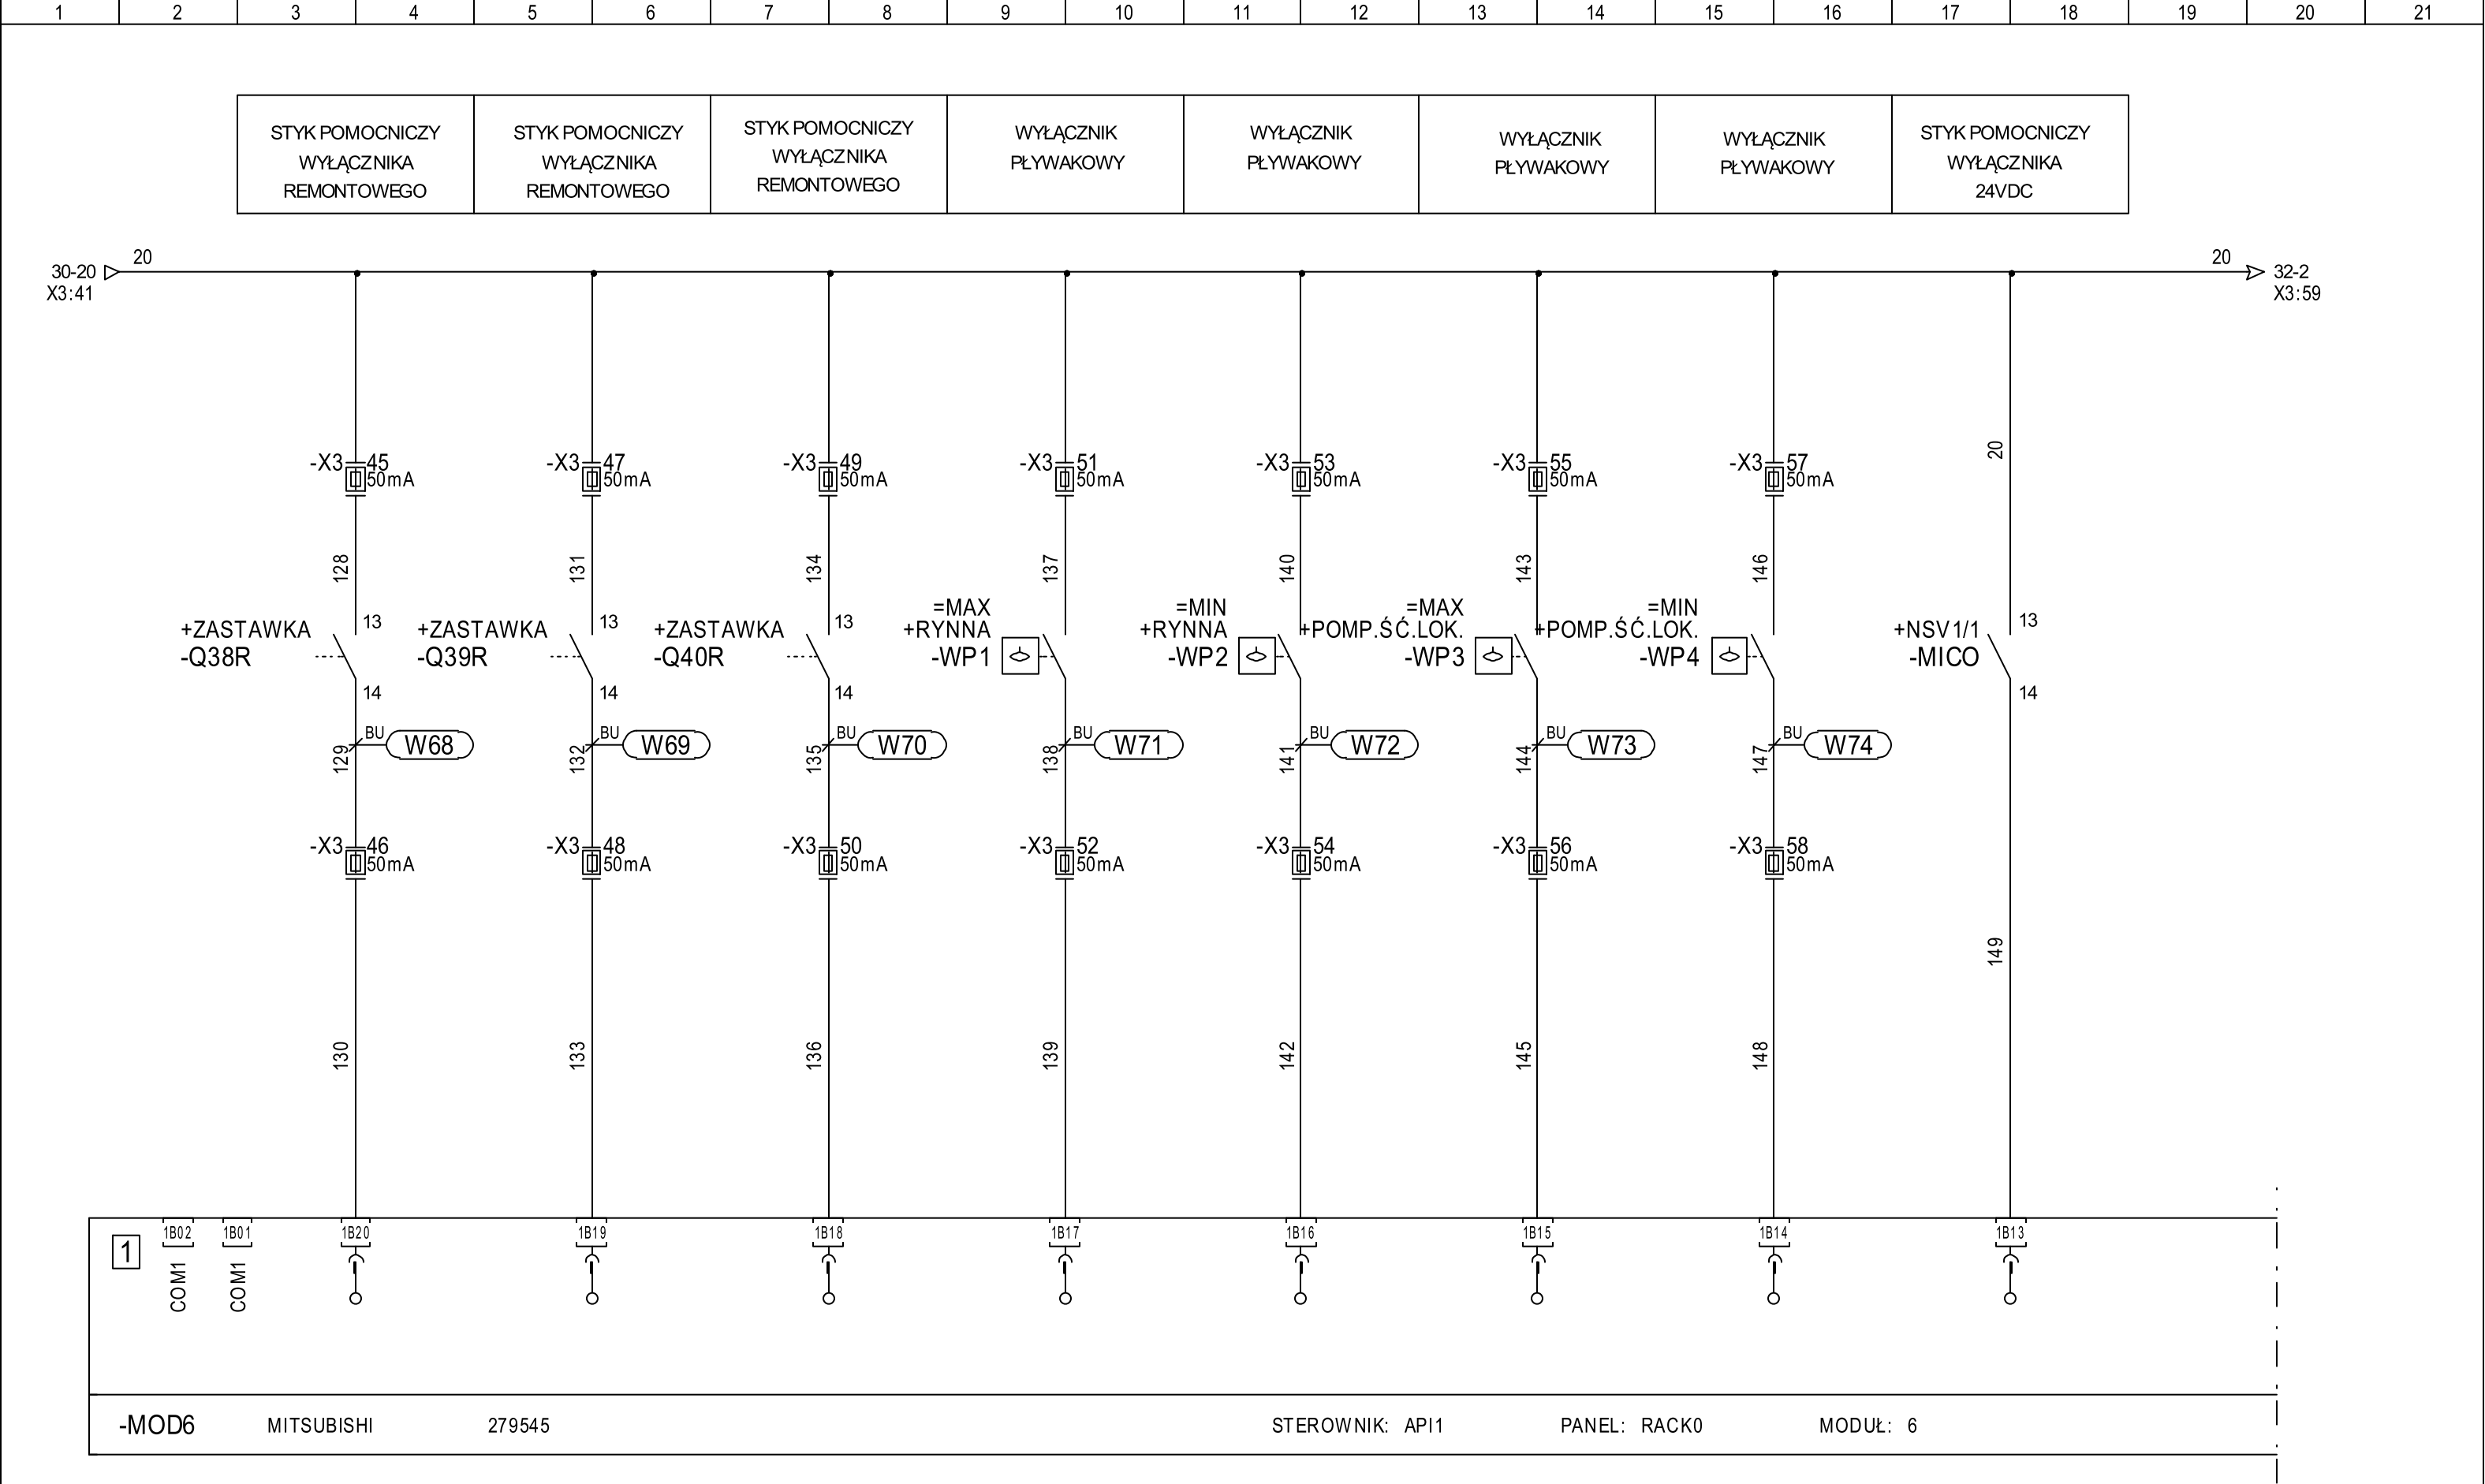 1 2 3 4 5 6 7 8 9 10 11 12 13 14 15 16 17 18 19 20 21
STYK POMOCNICZY
WYŁĄCZNIKA
REMONTOWEGO
STYK POMOCNICZY
WYŁĄCZNIKA
REMONTOWEGO
STYK POMOCNICZY
WYŁĄCZNIKA
REMONTOWEGO
WYŁĄCZNIK
PŁYWAKOWY
WYŁĄCZNIK
PŁYWAKOWY
WYŁĄCZNIK
PŁYWAKOWY
WYŁĄCZNIK
PŁYWAKOWY
STYK POMOCNICZY
WYŁĄCZNIKA
24VDC
30-20 20 20 32-2
X3:41 X3:59
20
-X3 45 -X3 47 -X3 49 -X3 51 -X3 53 -X3 55 -X3 57
50mA 50mA 50mA 50mA 50mA 50mA 50mA
128 131 134 137 140 143 146
=MAX =MIN =MAX =MIN
13 13 13 13
+ZASTAWKA +ZASTAWKA +ZASTAWKA +RYNNA +RYNNA +POMP.ŚĆ.LOK. +POMP.ŚĆ.LOK. +NSV1/1
-Q38R -Q39R -Q40R -WP1 -WP2 -WP3 -WP4 -MICO
14 14 14 14
BU BU BU BU BU BU BU
W68 W69 W70 W71 W72 W73 W74
129 132 135 138 141 144 147
-X3 46 -X3 48 -X3 50 -X3 52 -X3 54 -X3 56 -X3 58
50mA 50mA 50mA 50mA 50mA 50mA 50mA
149
130 133 136 139 142 145 148
1B02 1B01 1B20 1B19 1B18 1B17 1B16 1B15 1B14 1B13
1
COM1 COM1
-MOD6 MITSUBISHI 279545 STEROWNIK: API1 PANEL: RACK0 MODUŁ: 6